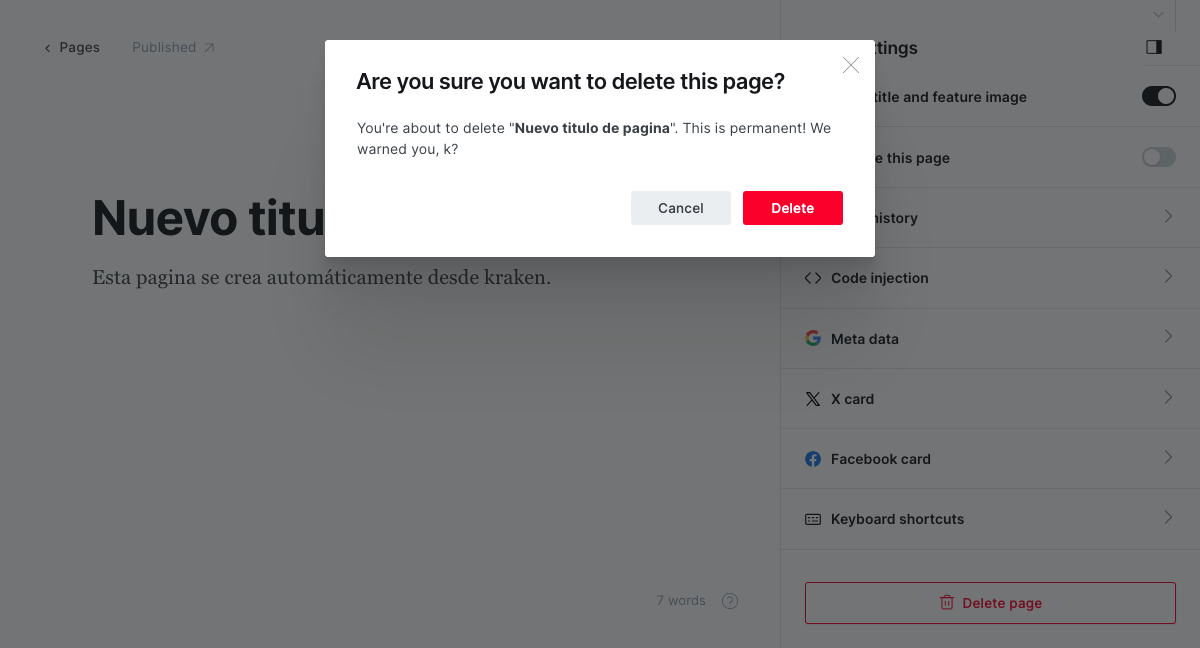 Pages
Published
Are you sure you want to delete this page?
You're about to delete "Nuevo titulo de pagina". This is permanent! We
warned you, k?
Cancel
Delete
Nuevo titu
Esta pagina se crea automáticamente desde kraken.
7 words
?
title and feature image
this page
history
Code injection
Meta data
X card
Facebook card
Keyboard shortcuts
Delete page